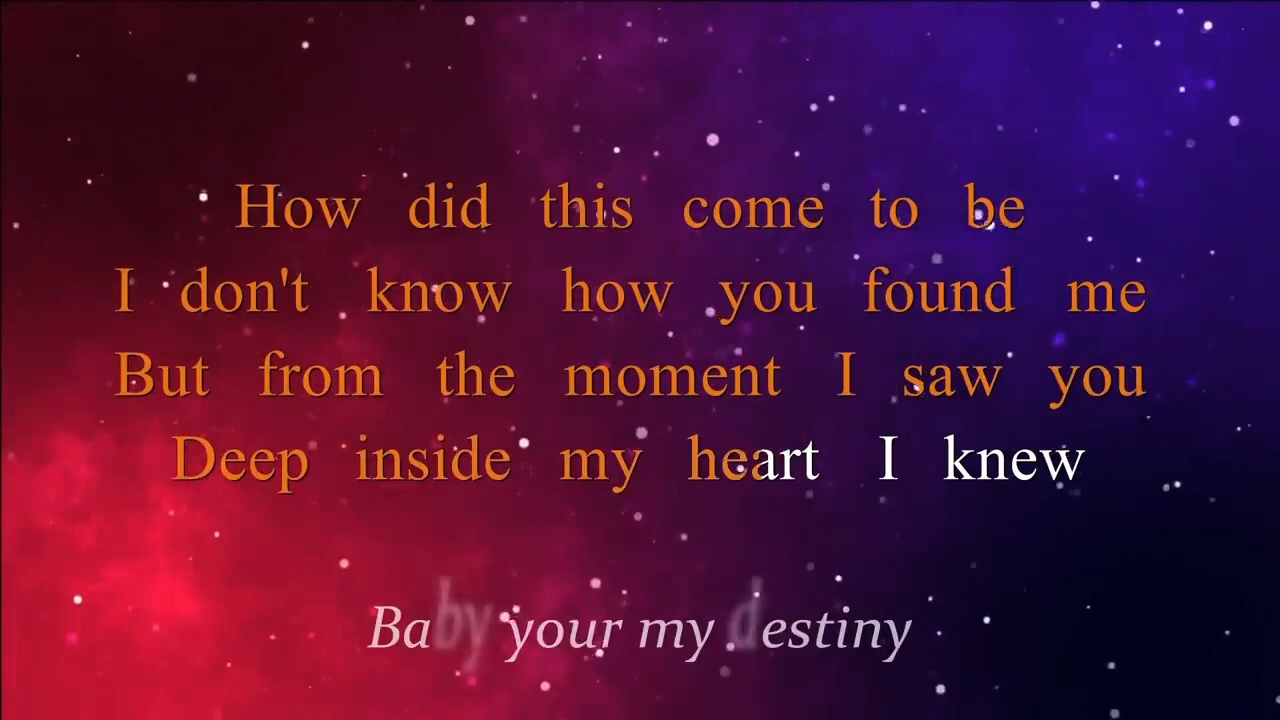 How did this come to be
I don't know how you found me
But from the moment I saw you
Deep inside my heart I knew
Baby your my destiny